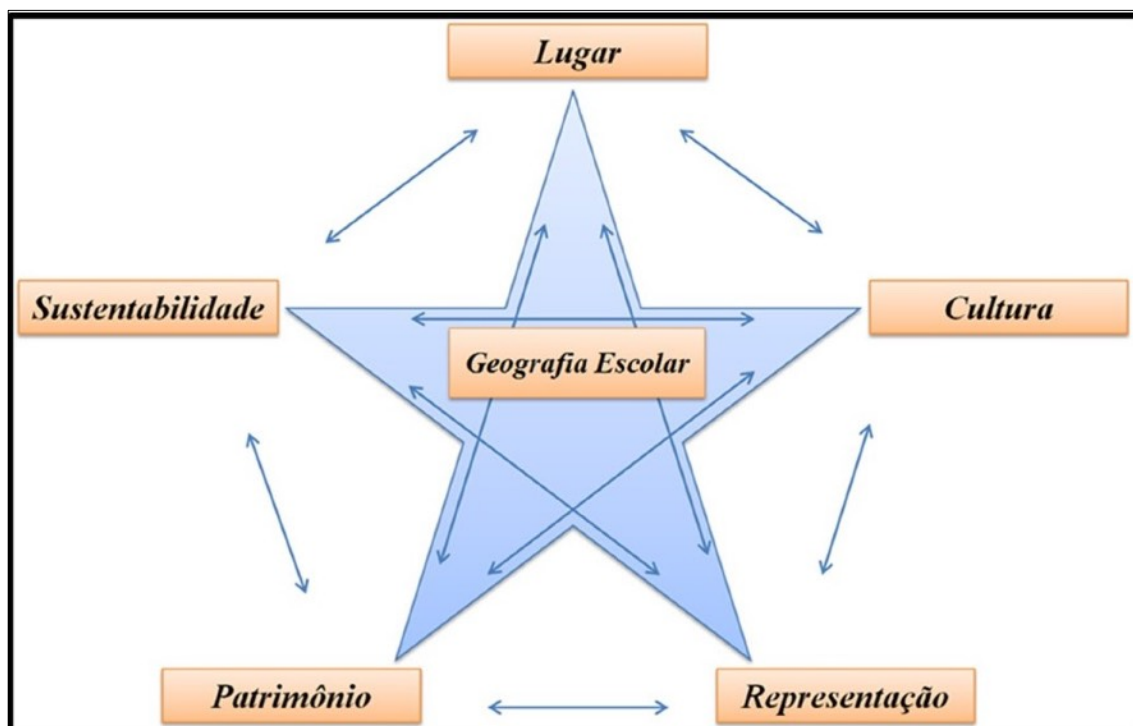 Lugar
Sustentabilidade
Cultura
Geografia Escolar
Patrimônio
Representação